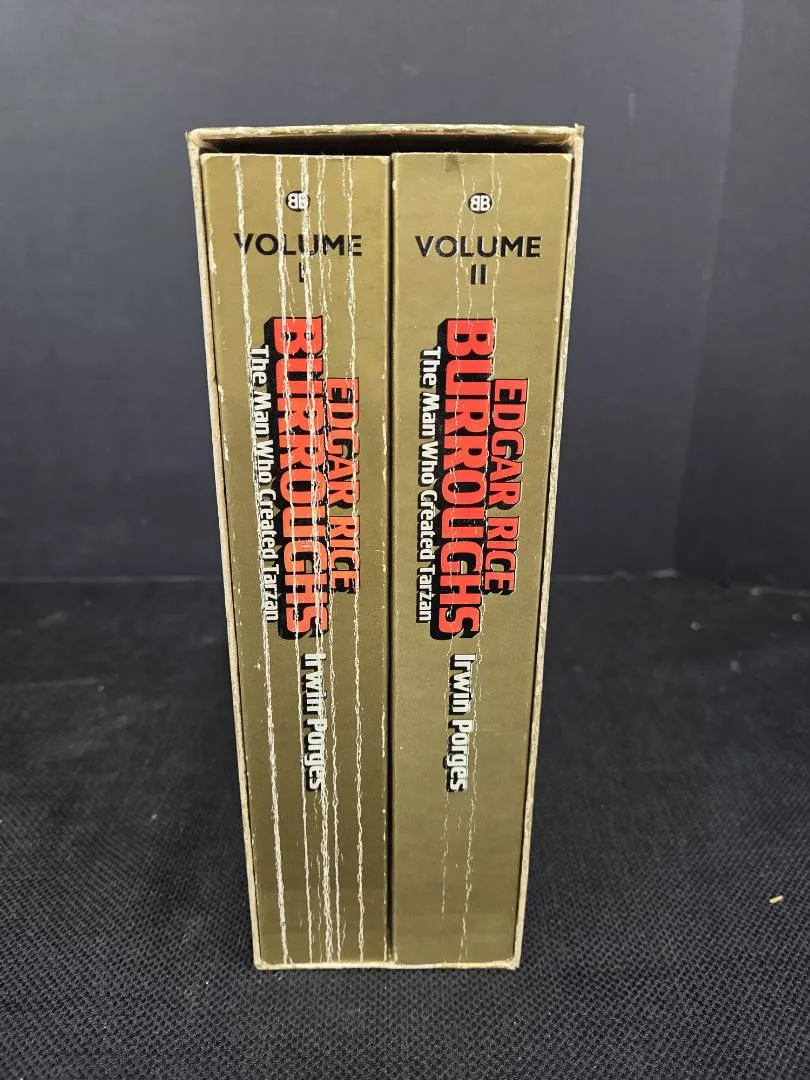 BB
VOLUME
I
EDGAR RICE
BURROUGHS
The Man Who Created Tarzan
Irwin Porges
BB
VOLUME
II
EDGAR RICE
BURROUGHS
The Man Who Created Tarzan
Irwin Porges